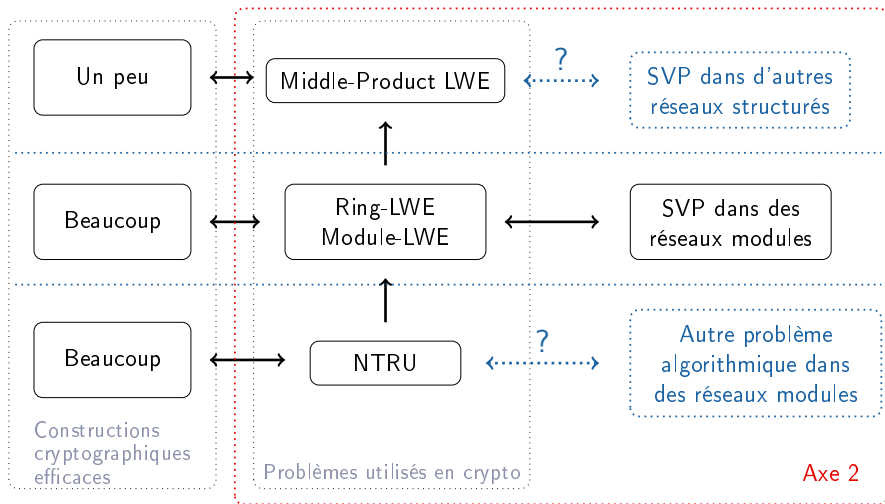 Un peu
Middle-Product LWE
?
SVP dans d'autres
réseaux structurés
Beaucoup
Ring-LWE
Module-LWE
SVP dans des
réseaux modules
Beaucoup
NTRU
?
Autre problème
algorithmique dans
des réseaux modules
Constructions
cryptographiques
efficaces
Problèmes utilisés en crypto
Axe 2